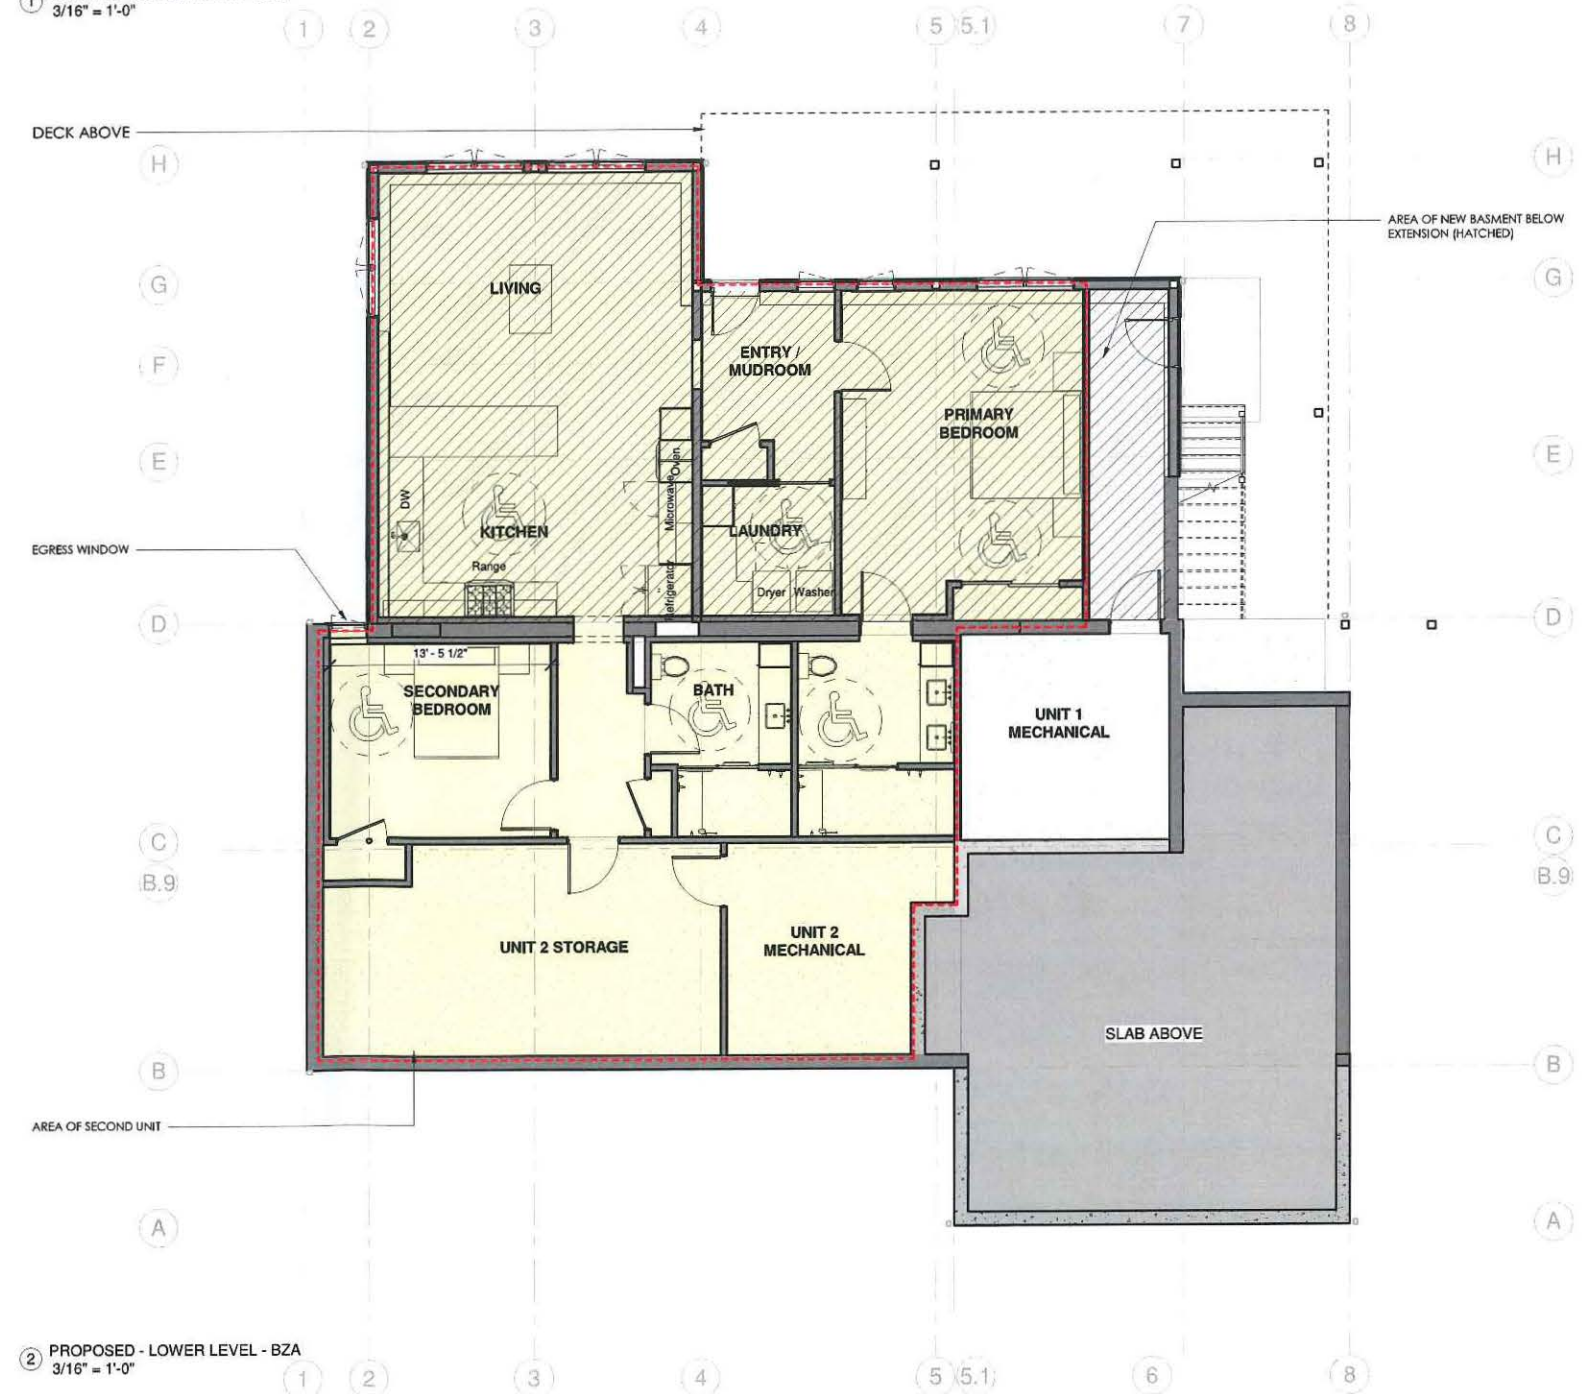 1
3/16" = 1'-0"
1 2 3 4 5 5.1 7 8
DECK ABOVE
H H
AREA OF NEW BASMENT BELOW
EXTENSION (HATCHED)
G G
LIVING
ENTRY /
MUDROOM
F F
PRIMARY
BEDROOM
E E
Oven
Microwave
DW
KITCHEN
LAUNDRY
EGRESS WINDOW
Range
Refrigerator
Dryer Washer
D D
13' - 5 1/2"
SECONDARY
BEDROOM
BATH
UNIT 1
MECHANICAL
C C
B.9 B.9
UNIT 2 STORAGE
UNIT 2
MECHANICAL
SLAB ABOVE
B B
AREA OF SECOND UNIT
A A
2 PROPOSED - LOWER LEVEL - BZA
3/16" = 1'-0"
1 2 3 4 5 5.1 6 8